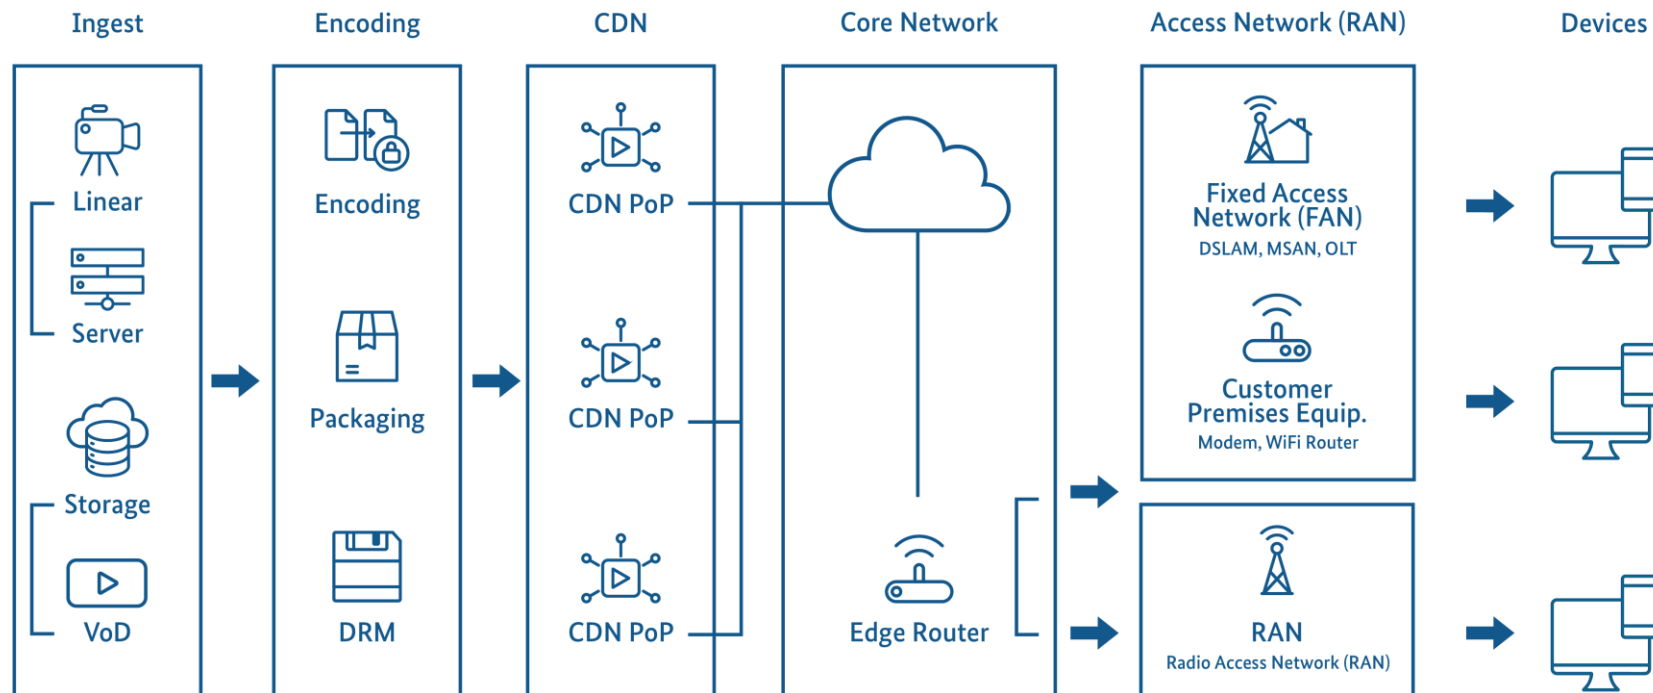 Ingest
Encoding
CDN
Core Network
Access Network (RAN)
Devices
Linear
Server
Storage
VoD
Encoding
Packaging
DRM
CDN PoP
CDN PoP
CDN PoP
Edge Router
Fixed Access
Network (FAN)
DSLAM, MSAN, OLT
Customer
Premises Equip.
Modem, WiFi Router
RAN
Radio Access Network (RAN)